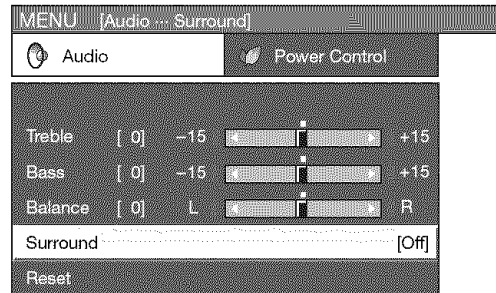 MENU [Audio ··· Surround]
Audio Power Control
Treble [ 0] −15 +15
Bass [ 0] −15 +15
Balance [ 0] L R
Surround [Off]
Reset